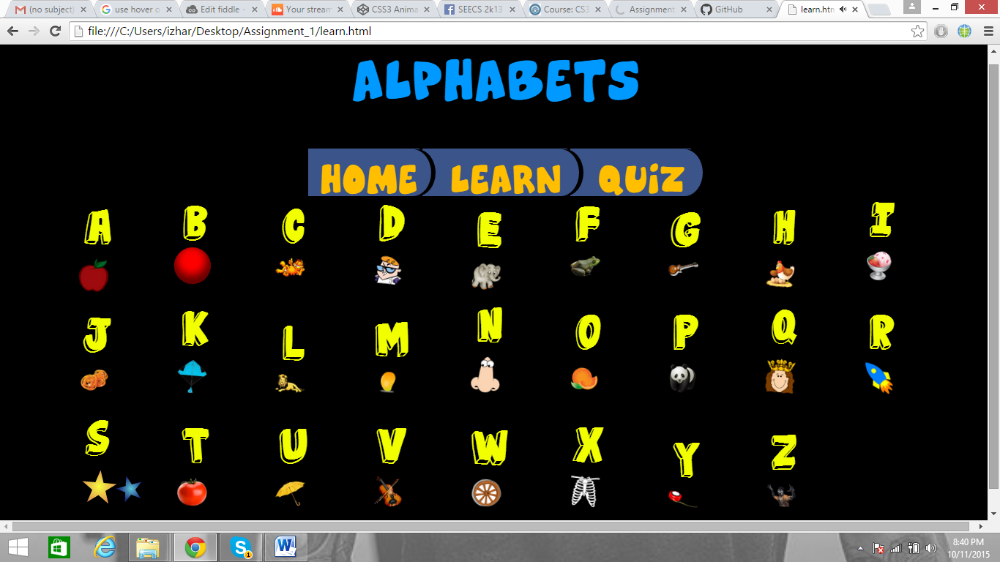 (no subject)
use hover o
Edit fiddle -
Your stream
CSS3 Anima
SEECS 2k13
Course: CS3
Assignment
GitHub
learn.htm
file:///C:/Users/izhar/Desktop/Assignment_1/learn.html
ALPHABETS
HOME LEARN QUiZ
A B C D E F G H I
J K L M N O P Q R
S T U V W X Y Z
8:40 PM
10/11/2015